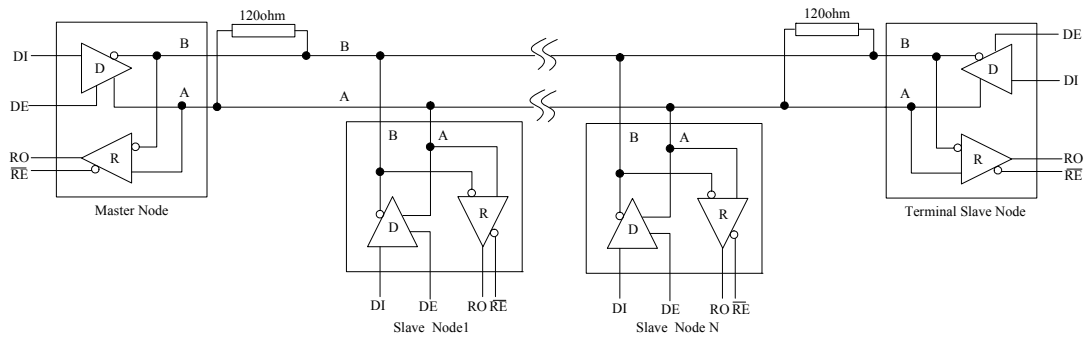 120ohm
120ohm
B
B
B
DE
DI
D
D
DI
A
A
A
DE
B
A
B
A
RO
R
R
RO
RE
RE
Master Node
Terminal Slave Node
D
R
D
R
DI
DE
RO
RE
DI
DE
RO
RE
Slave Node1
Slave Node N